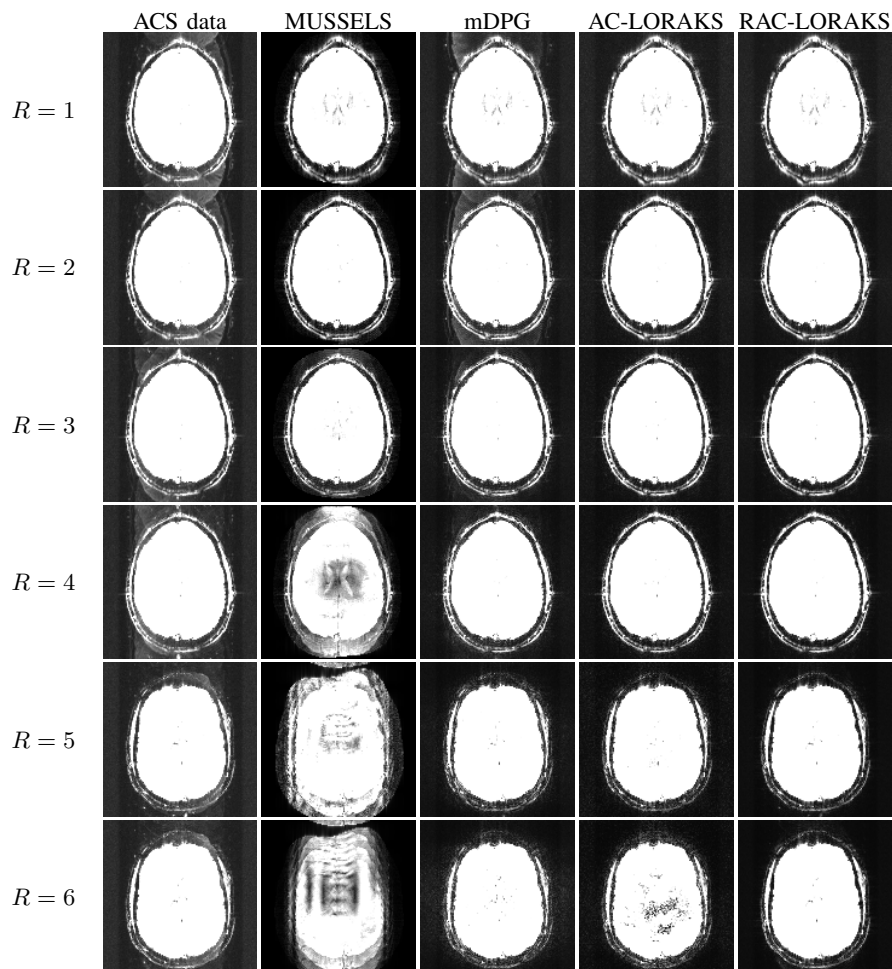 ACS data MUSSELS mDPG AC-LORAKS RAC-LORAKS
R = 1
R = 2
R = 3
R = 4
R = 5
R = 6